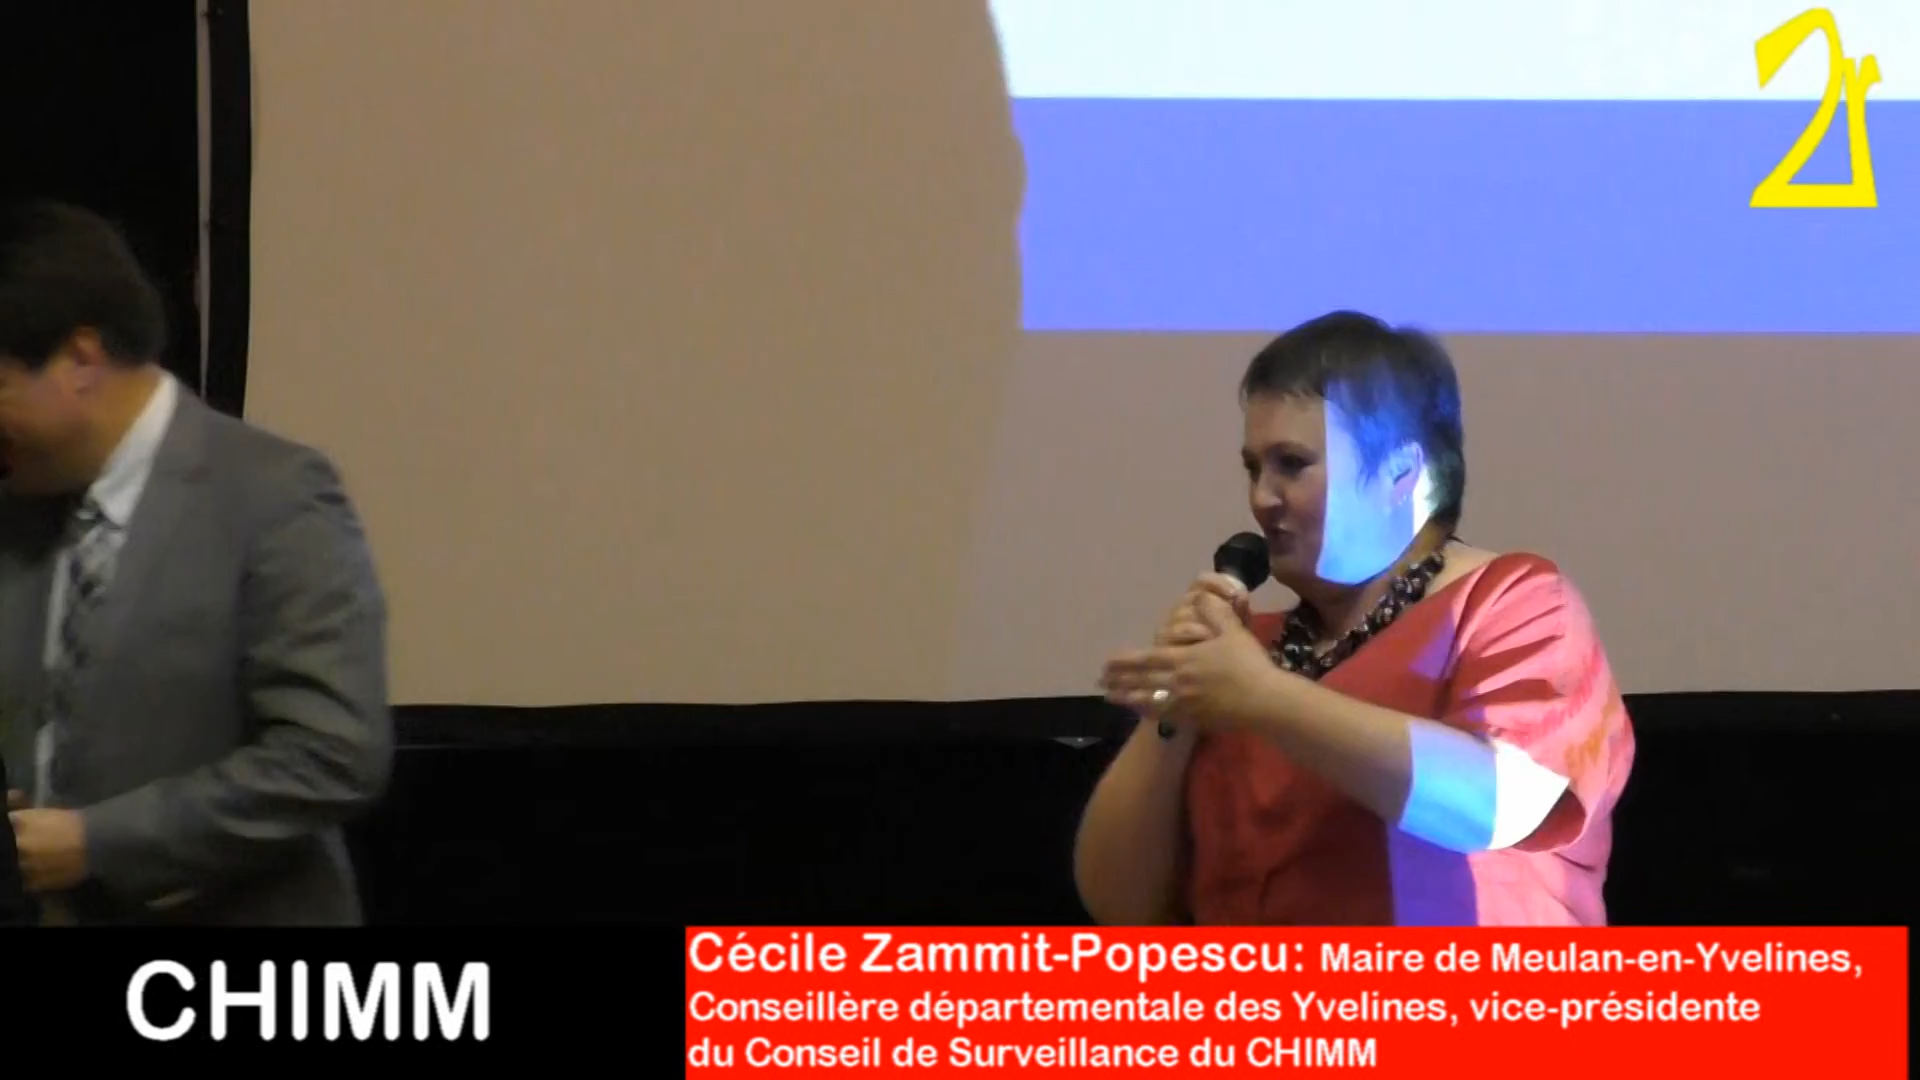 2r
CHIMM
Cécile Zammit-Popescu: Maire de Meulan-en-Yvelines,
Conseillère départementale des Yvelines, vice-présidente
du Conseil de Surveillance du CHIMM